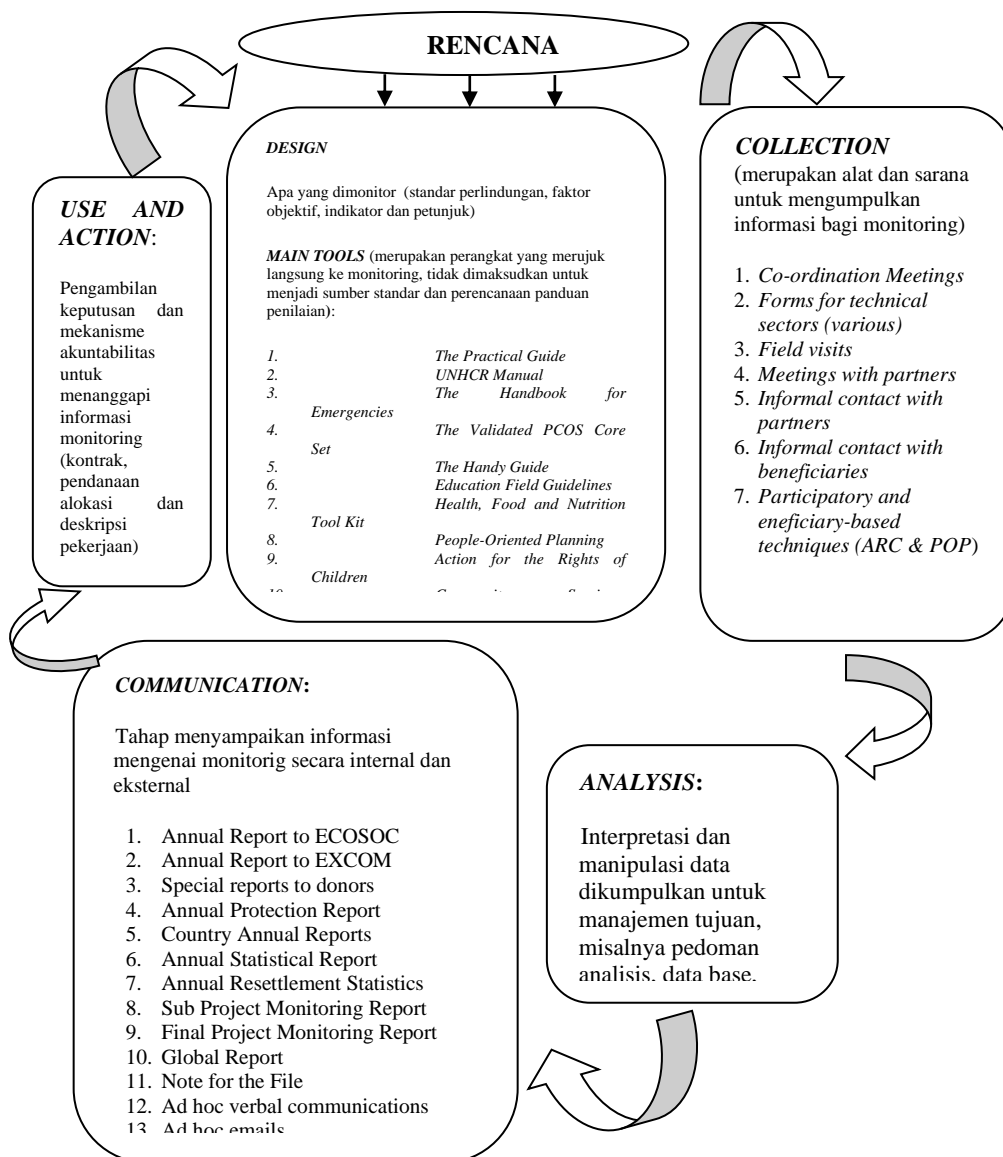 RENCANA
DESIGN
Apa yang dimonitor (standar perlindungan, faktor
objektif, indikator dan petunjuk)
MAIN TOOLS (merupakan perangkat yang merujuk
langsung ke monitoring, tidak dimaksudkan untuk
menjadi sumber standar dan perencanaan panduan
penilaian):
1. The Practical Guide
2. UNHCR Manual
3. The Handbook for
Emergencies
4. The Validated PCOS Core
Set
5. The Handy Guide
6. Education Field Guidelines
7. Health, Food and Nutrition
Tool Kit
8. People-Oriented Planning
9. Action for the Rights of
Children
COLLECTION
(merupakan alat dan sarana
untuk mengumpulkan
informasi bagi monitoring)
1. Co-ordination Meetings
2. Forms for technical
sectors (various)
3. Field visits
4. Meetings with partners
5. Informal contact with
partners
6. Informal contact with
beneficiaries
7. Participatory and
eneficiary-based
techniques (ARC & POP)
ANALYSIS:
Interpretasi dan
manipulasi data
dikumpulkan untuk
manajemen tujuan,
misalnya pedoman
analisis, data base,
COMMUNICATION:
Tahap menyampaikan informasi
mengenai monitorig secara internal dan
eksternal
1. Annual Report to ECOSOC
2. Annual Report to EXCOM
3. Special reports to donors
4. Annual Protection Report
5. Country Annual Reports
6. Annual Statistical Report
7. Annual Resettlement Statistics
8. Sub Project Monitoring Report
9. Final Project Monitoring Report
10. Global Report
11. Note for the File
12. Ad hoc verbal communications
13. Ad hoc emails
USE AND
ACTION:
Pengambilan
keputusan dan
mekanisme
akuntabilitas
untuk
menanggapi
informasi
monitoring
(kontrak,
pendanaan
alokasi dan
deskripsi
pekerjaan)